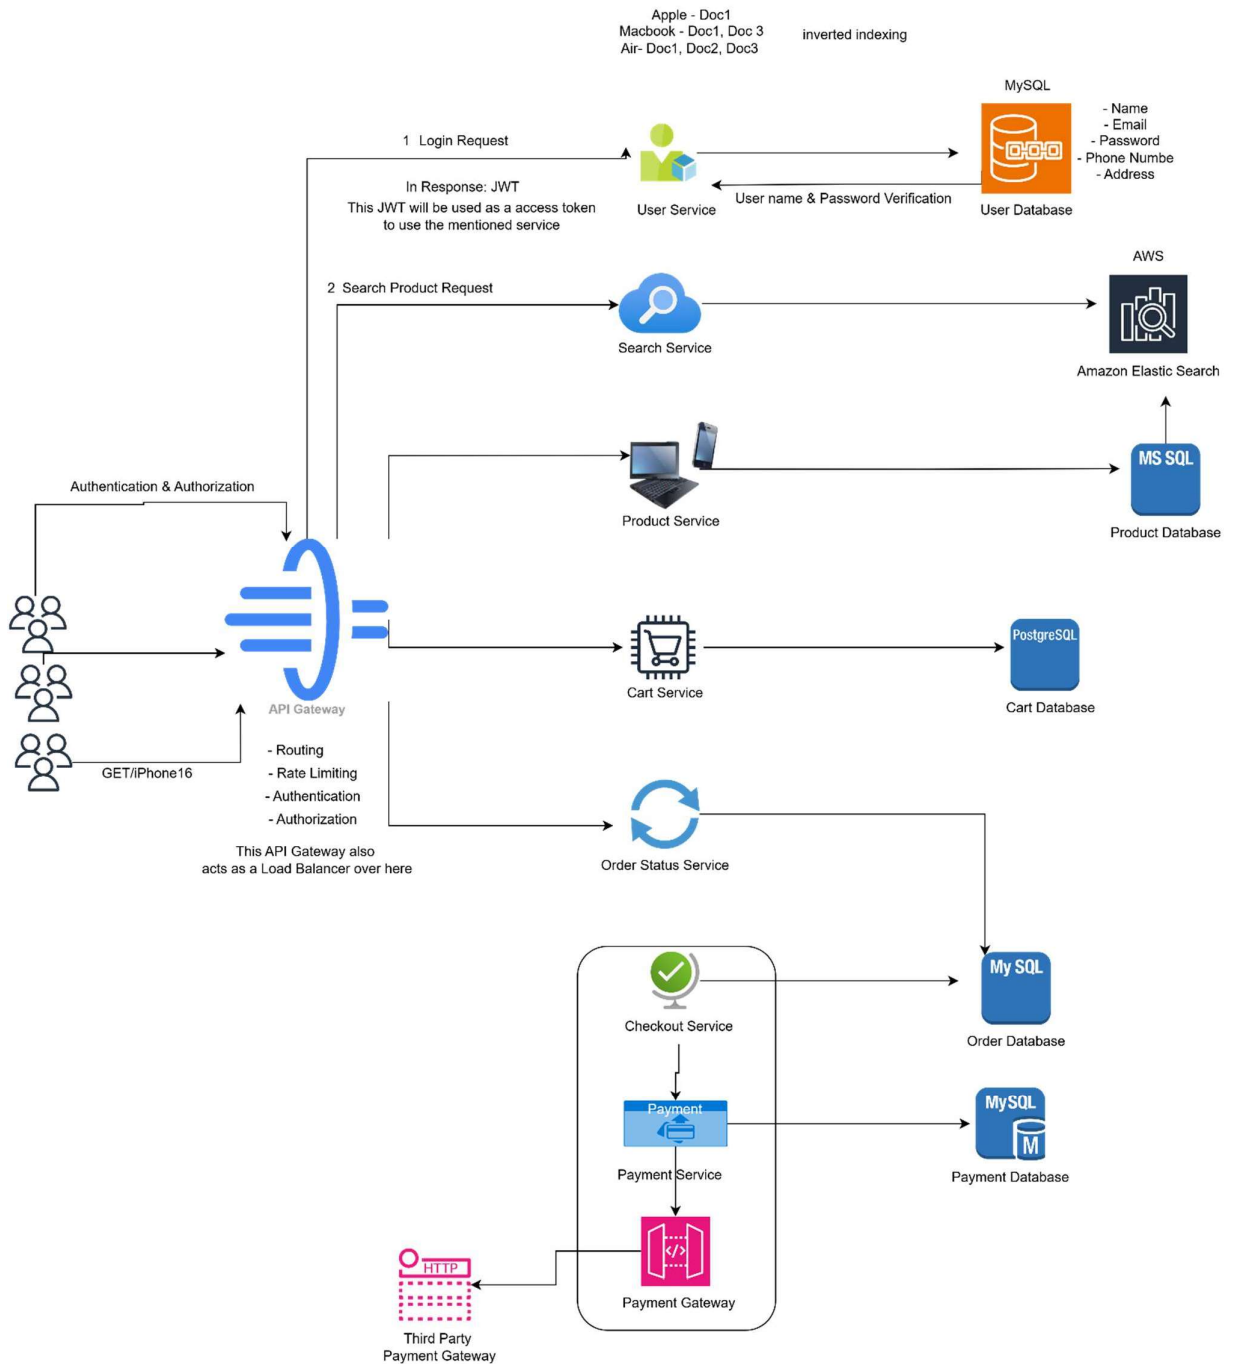 Apple - Doc1
Macbook - Doc1, Doc 3
Air- Doc1, Doc2, Doc3
inverted indexing
MySQL
- Name
- Email
- Password
- Phone Numbe
- Address
1 Login Request
In Response: JWT
This JWT will be used as a access token
to use the mentioned service
User Service
User name & Password Verification
User Database
AWS
2 Search Product Request
Search Service
Amazon Elastic Search
MS SQL
Authentication & Authorization
Product Service
Product Database
PostgreSQL
Cart Service
Cart Database
API Gateway
- Routing
- Rate Limiting
- Authentication
- Authorization
GET/iPhone16
This API Gateway also
acts as a Load Balancer over here
Order Status Service
My SQL
Checkout Service
Order Database
Payment
MySQL
M
Payment Service
Payment Database
</>
HTTP
Payment Gateway
Third Party
Payment Gateway